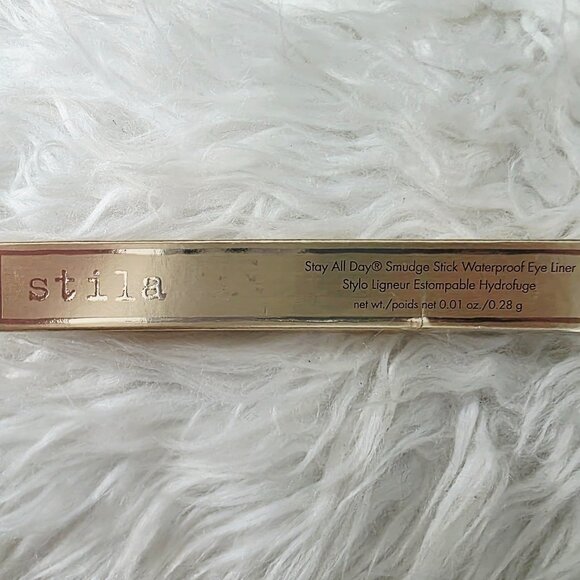 stila
Stay All Day® Smudge Stick Waterproof Eye Liner
Stylo Ligneur Estompable Hydrofuge
net wt./poids net 0.01 oz./0.28 g